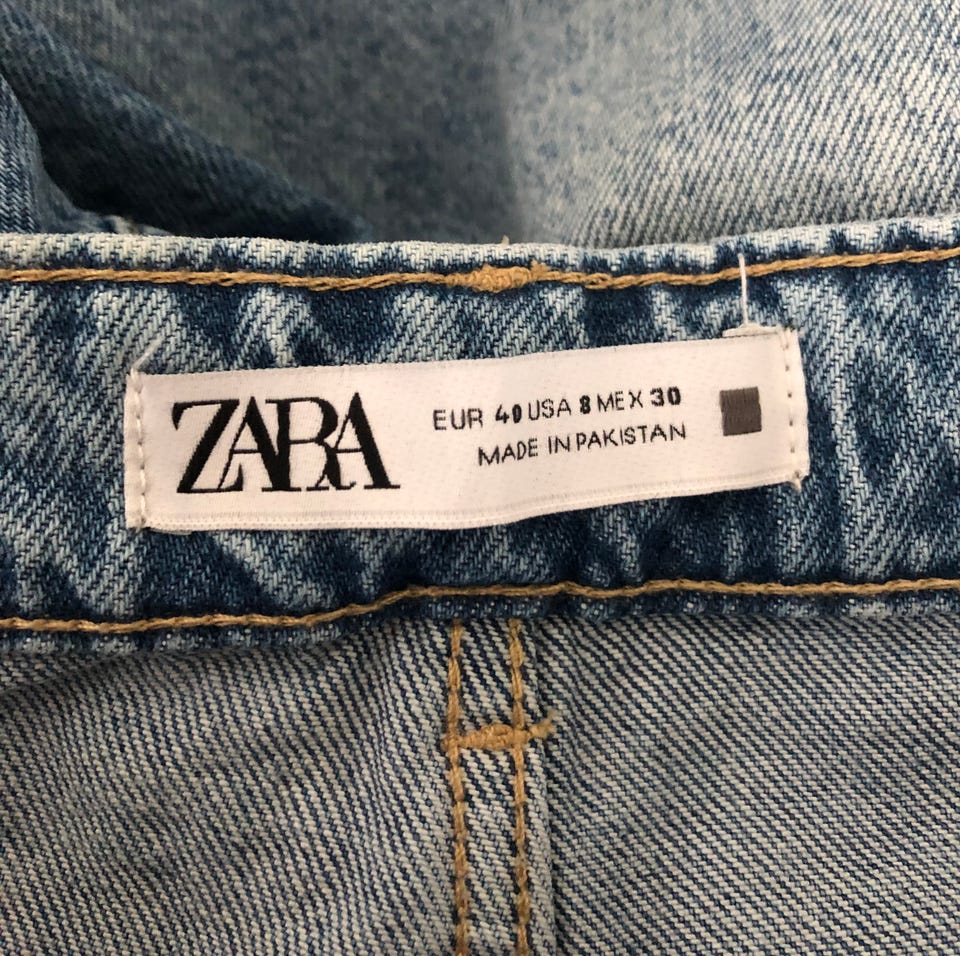 ZARA
EUR 40 USA 8 MEX 30
MADE IN PAKISTAN